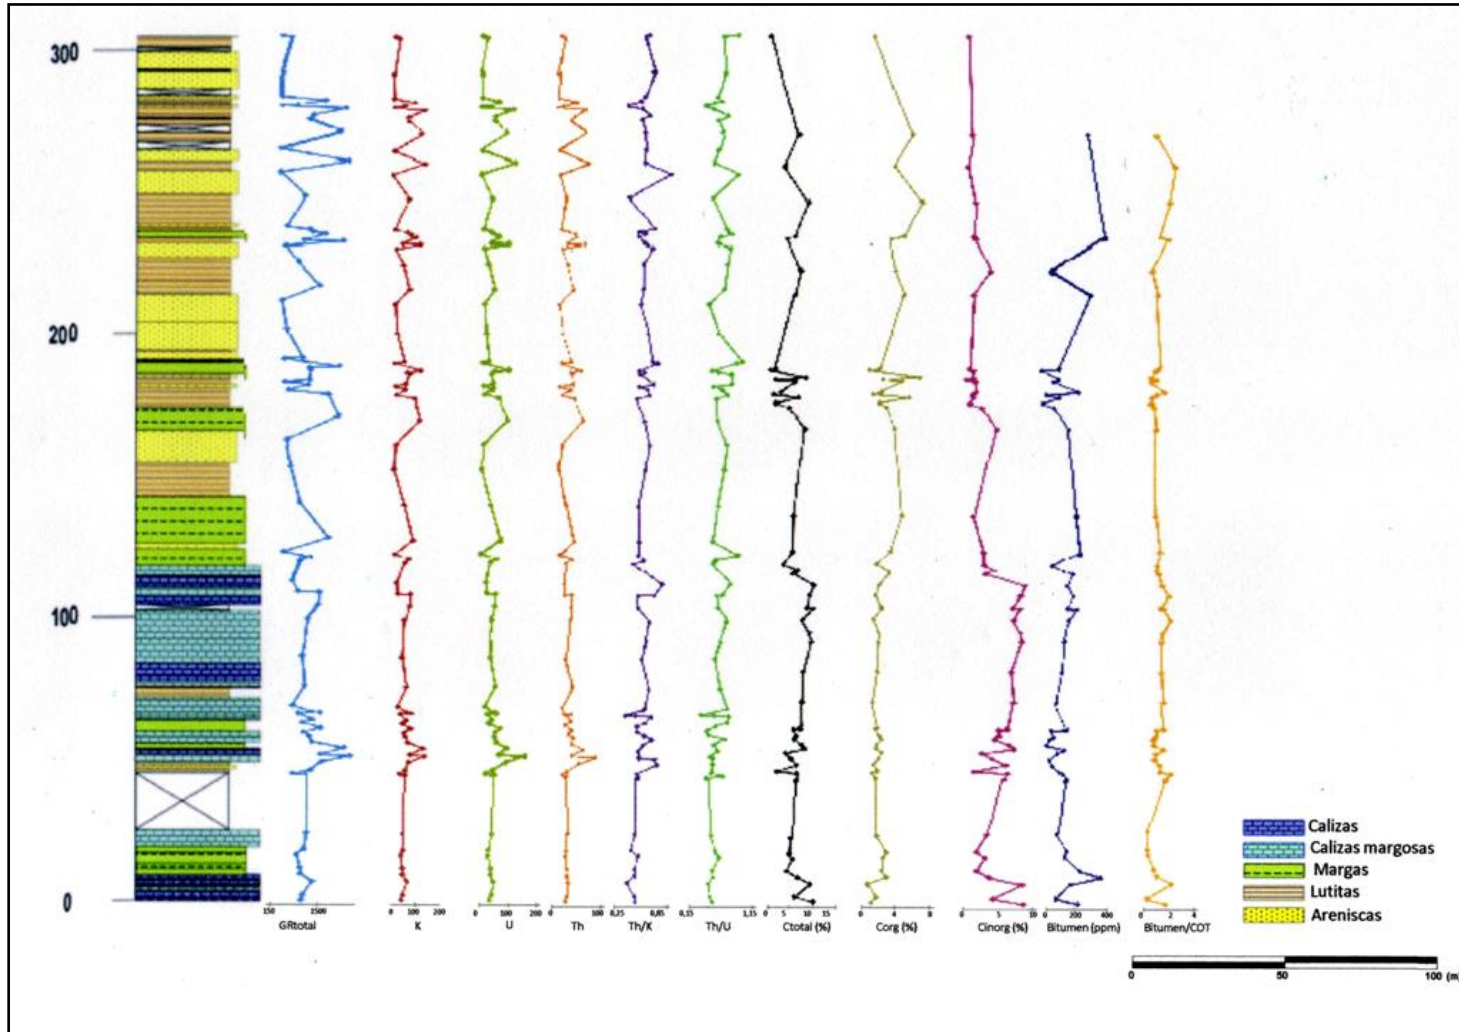 300
200
100
0
150 1500
0 100 200
0 100 200
0 100
0,25 0,85
0,15 1,15
0 5 10 15
0 4 8
0 5 10
0 200 400
0 2 4
GRtotal K U Th Th/K Th/U Ctotal (%) Corg (%) Cinorg (%) Bitumen (ppm) Bitumen/COT
Calizas
Calizas margosas
Margas
Lutitas
Areniscas
0 50 100 (m)